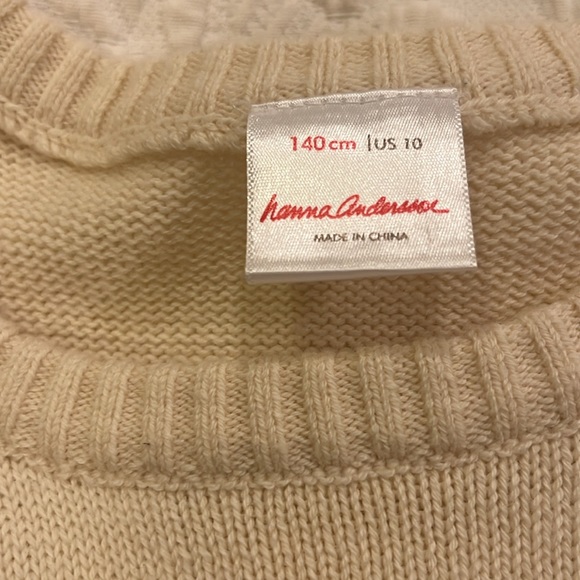 140 cm | US 10
hanna andersson
MADE IN CHINA